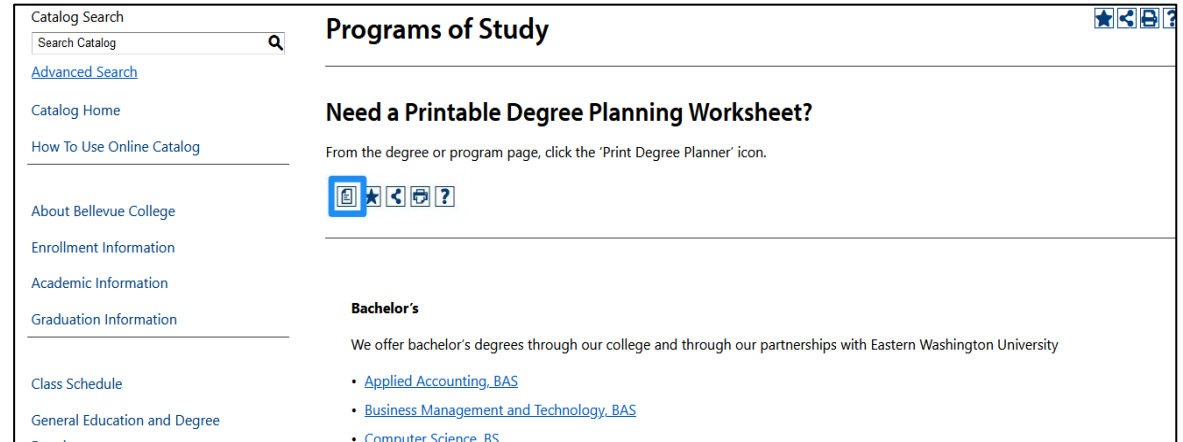 Catalog Search
Search Catalog
Advanced Search
Catalog Home
How To Use Online Catalog
About Bellevue College
Enrollment Information
Academic Information
Graduation Information
Class Schedule
General Education and Degree
Programs of Study
?
Need a Printable Degree Planning Worksheet?
From the degree or program page, click the ‘Print Degree Planner’ icon.
?
Bachelor’s
We offer bachelor’s degrees through our college and through our partnerships with Eastern Washington University
• Applied Accounting, BAS
• Business Management and Technology, BAS
• Computer Science, BS